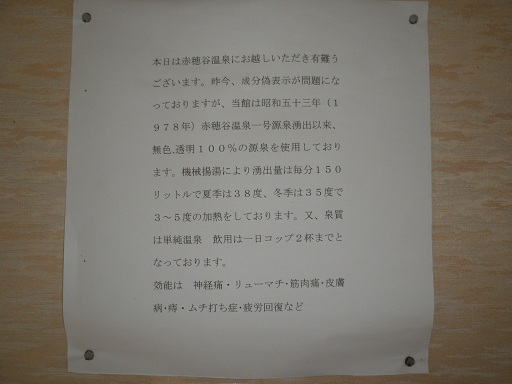 本日は赤穂谷温泉にお越しいただき有難う
ございます。昨今、成分偽表示が問題にな
っておりますが、当館は昭和五十三年（１
９７８年）赤穂谷温泉一号源泉湧出以来、
無色.透明１００％の源泉を使用しており
ます。機械揚湯により湧出量は毎分１５０
リットルで夏季は３８度、冬季は３５度で
３～５度の加熱をしております。又、泉質
は単純温泉　飲用は一日コップ２杯までと
なっております。
効能は　神経痛・リューマチ・筋肉痛・皮膚
病・痔・ムチ打ち症・疲労回復など